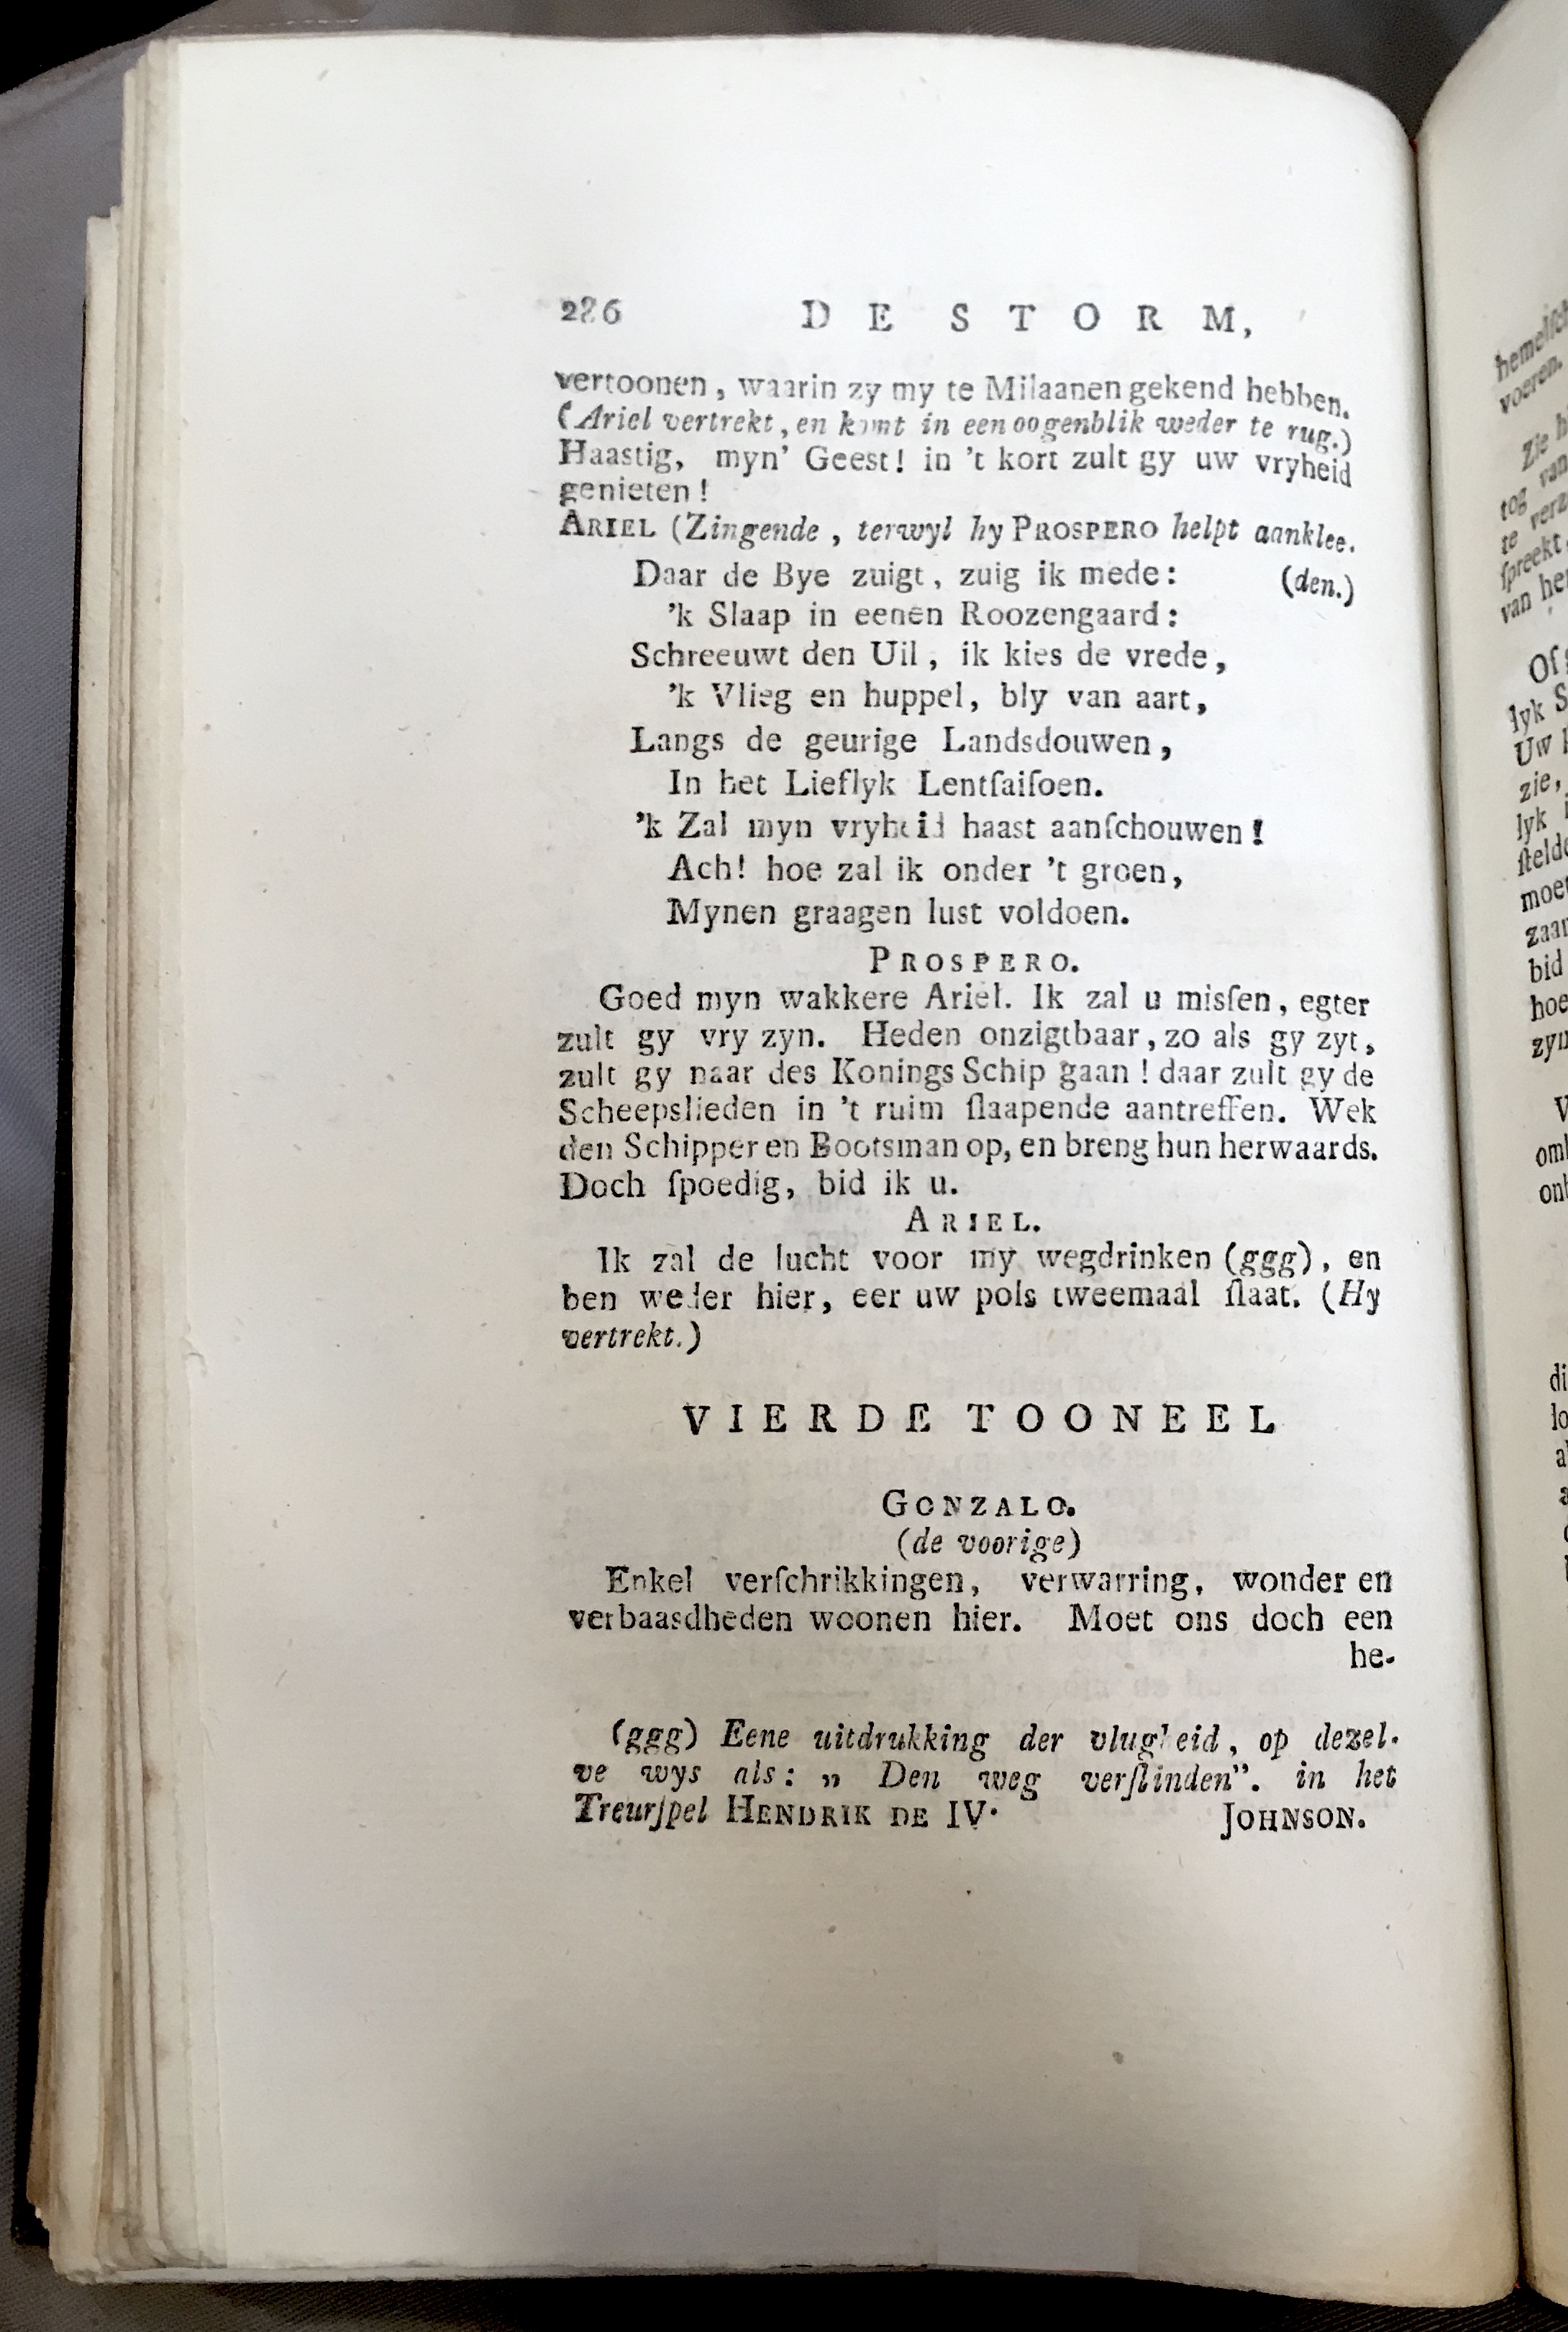 286 DE STORM,
vertoonen, waarin zy my te Milaanen gekend hebben.
(Ariel vertrekt, en komt in een oogenblik weder te rug.)
Haastig, myn' Geest! in 't kort zult gy uw vryheid
genieten!
ARIEL (Zingende, terwyl hy PROSPERO helpt aanklee.
Daar de Bye zuigt, zuig ik mede: (den.)
'k Slaap in eenen Roozengaard:
Schreeuwt den Uil, ik kies de vrede,
'k Vlieg en huppel, bly van aart,
Langs de geurige Landsdouwen,
In het Lieflyk Lentſaiſoen.
'k Zal myn vryheid haast aanſchouwen!
Ach! hoe zal ik onder 't groen,
Mynen graagen lust voldoen.
PROSPERO.
Goed myn wakkere Ariel. Ik zal u misſen, egter
zult gy vry zyn. Heden onzigtbaar, zo als gy zyt,
zult gy naar des Konings Schip gaan! daar zult gy de
Scheepslieden in 't ruim ſlaapende aantreffen. Wek
den Schipper en Bootsman op, en breng hun herwaards.
Doch ſpoedig, bid ik u.
ARIEL.
Ik zal de lucht voor my wegdrinken (ggg), en
ben weder hier, eer uw pols tweemaal ſlaat. (Hy
vertrekt.)
VIERDE TOONEEL
GONZALO.
(de voorige)
Enkel verſchrikkingen, verwarring, wonder en
verbaasdheden woonen hier. Moet ons doch een
he-
(ggg) Eene uitdrukking der vlugheid, op dezel-
ve wys als: „ Den weg verſlinden”. in het
Treurſpel HENDRIK DE IV. JOHNSON.